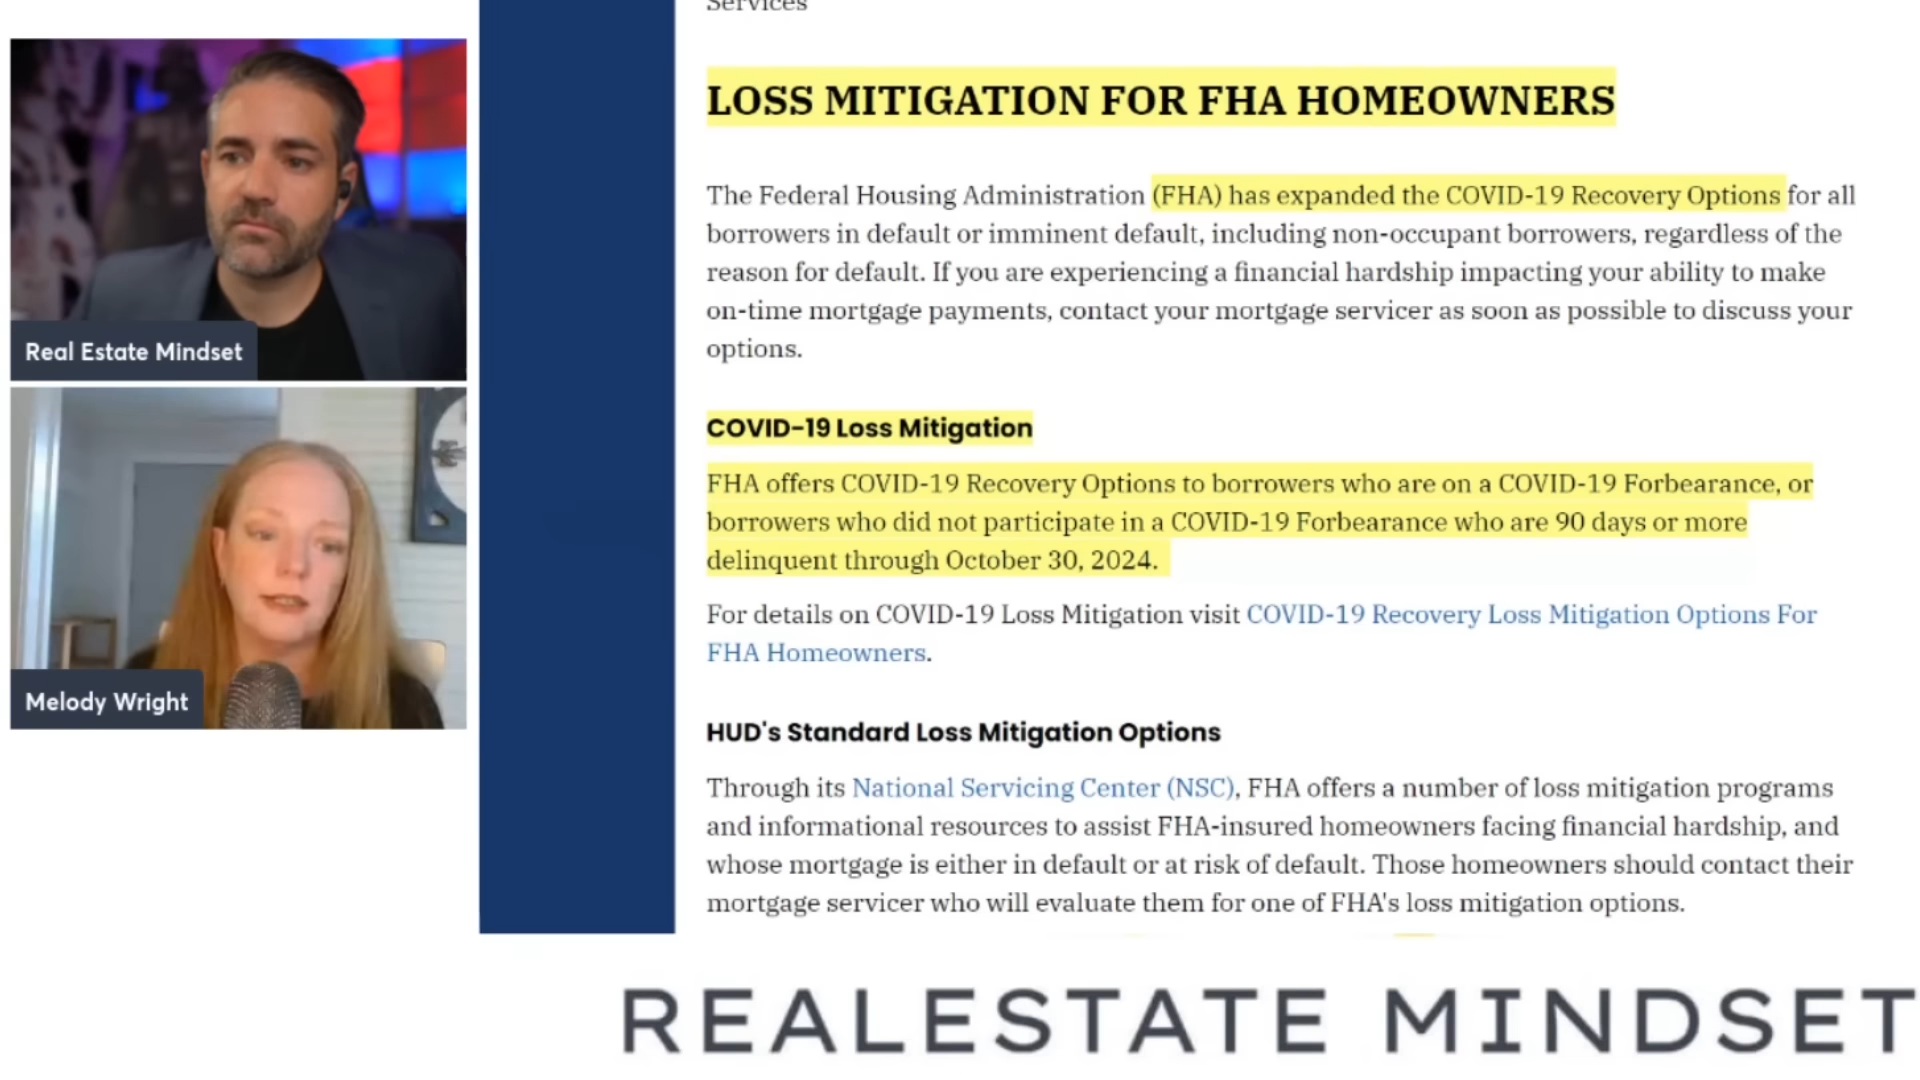 Services
LOSS MITIGATION FOR FHA HOMEOWNERS
The Federal Housing Administration (FHA) has expanded the COVID-19 Recovery Options for all
borrowers in default or imminent default, including non-occupant borrowers, regardless of the
reason for default. If you are experiencing a financial hardship impacting your ability to make
on-time mortgage payments, contact your mortgage servicer as soon as possible to discuss your
options.
COVID-19 Loss Mitigation
FHA offers COVID-19 Recovery Options to borrowers who are on a COVID-19 Forbearance, or
borrowers who did not participate in a COVID-19 Forbearance who are 90 days or more
delinquent through October 30, 2024.
For details on COVID-19 Loss Mitigation visit COVID-19 Recovery Loss Mitigation Options For
FHA Homeowners.
HUD's Standard Loss Mitigation Options
Through its National Servicing Center (NSC), FHA offers a number of loss mitigation programs
and informational resources to assist FHA-insured homeowners facing financial hardship, and
whose mortgage is either in default or at risk of default. Those homeowners should contact their
mortgage servicer who will evaluate them for one of FHA's loss mitigation options.
Real Estate Mindset
Melody Wright
REALESTATE MINDSET